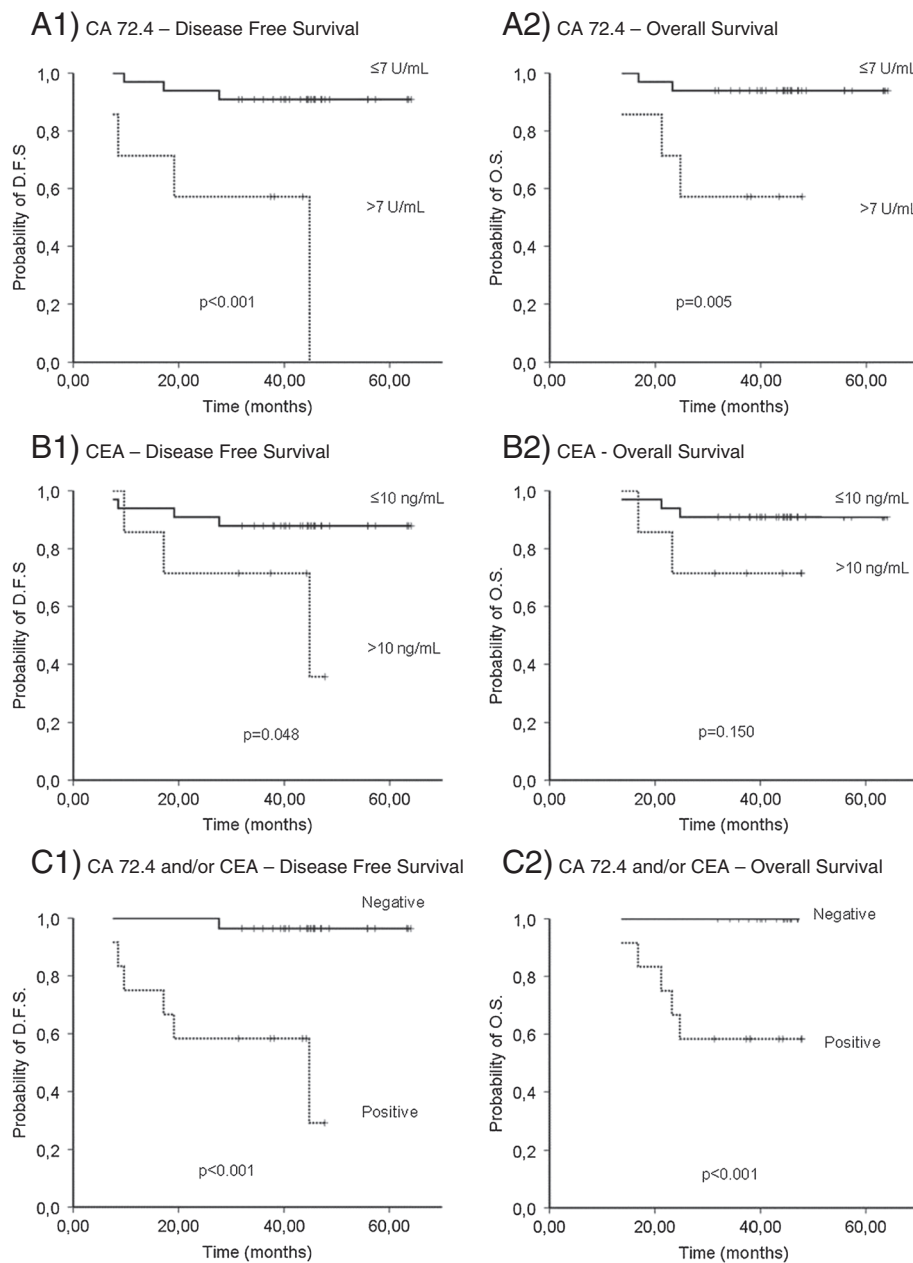 A1) CA 72.4 – Disease Free Survival
≤7 U/mL
1,0
0,8
0,6
0,4
0,2
0,0
Probability of D.F.S
>7 U/mL
p<0.001
0,00 20,00 40,00 60,00
Time (months)
A2) CA 72.4 – Overall Survival
≤7 U/mL
1,0
0,8
0,6
0,4
0,2
0,0
Probability of O.S.
>7 U/mL
p=0.005
0,00 20,00 40,00 60,00
Time (months)
B1) CEA – Disease Free Survival
≤10 ng/mL
1,0
0,8
0,6
0,4
0,2
0,0
Probability of D.F.S
>10 ng/mL
p=0.048
0,00 20,00 40,00 60,00
Time (months)
B2) CEA - Overall Survival
≤10 ng/mL
1,0
0,8
0,6
0,4
0,2
0,0
Probability of O.S.
>10 ng/mL
p=0.150
0,00 20,00 40,00 60,00
Time (months)
C1) CA 72.4 and/or CEA – Disease Free Survival
Negative
1,0
0,8
0,6
0,4
0,2
0,0
Probability of D.F.S.
Positive
p<0.001
0,00 20,00 40,00 60,00
Time (months)
C2) CA 72.4 and/or CEA – Overall Survival
Negative
1,0
0,8
0,6
0,4
0,2
0,0
Probability of O.S.
Positive
p<0.001
0,00 20,00 40,00 60,00
Time (months)